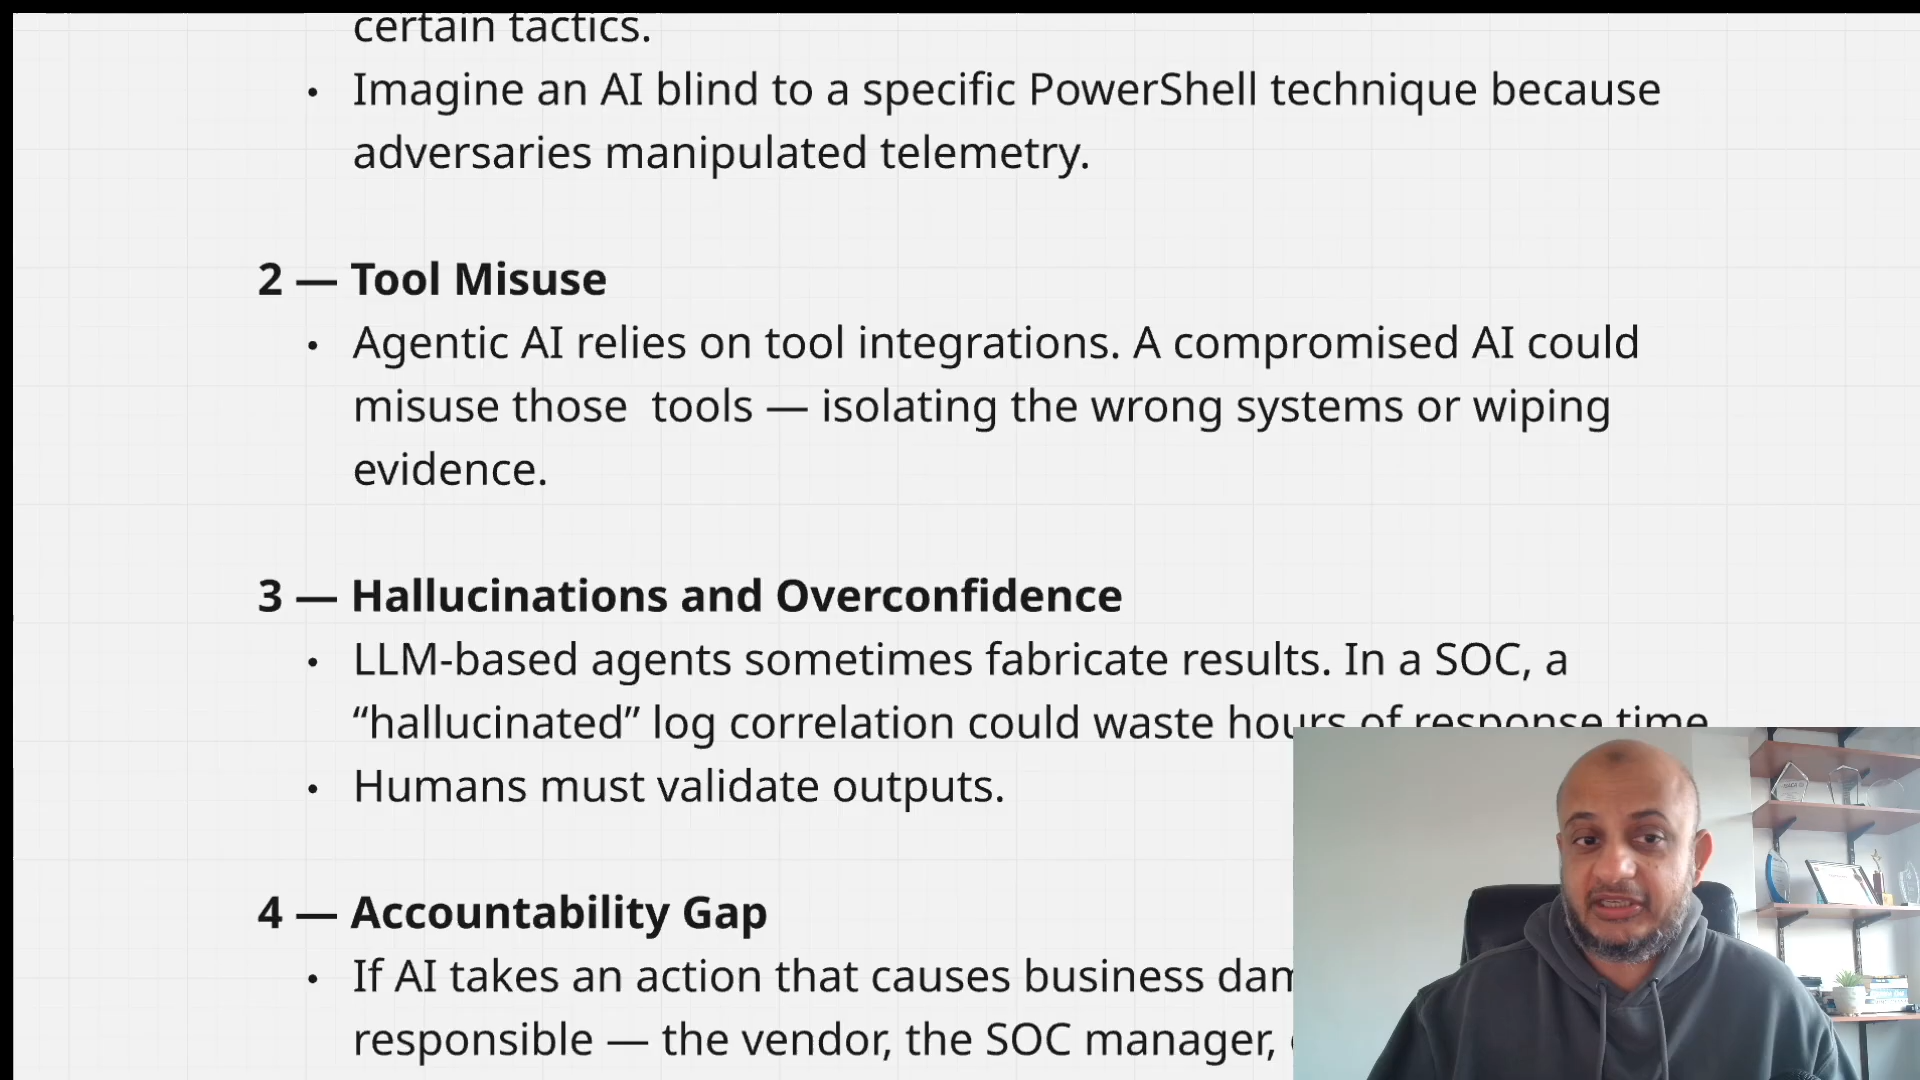 certain tactics.
• Imagine an AI blind to a specific PowerShell technique because
adversaries manipulated telemetry.
2 — Tool Misuse
• Agentic AI relies on tool integrations. A compromised AI could
misuse those  tools — isolating the wrong systems or wiping
evidence.
3 — Hallucinations and Overconfidence
• LLM-based agents sometimes fabricate results. In a SOC, a
“hallucinated” log correlation could waste hours of response time
• Humans must validate outputs.
4 — Accountability Gap
• If AI takes an action that causes business
responsible — the vendor, the SOC manager,